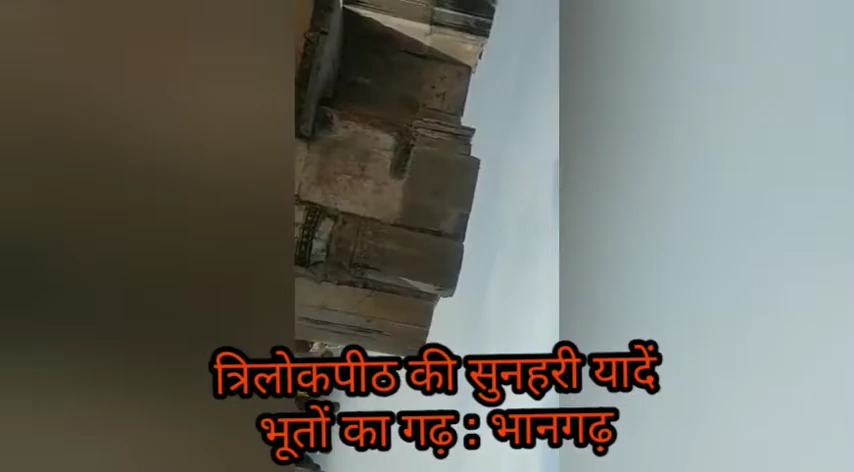 त्रिलोकपीठ की सुनहरी यादें
भूतों का गढ़ : भानगढ़